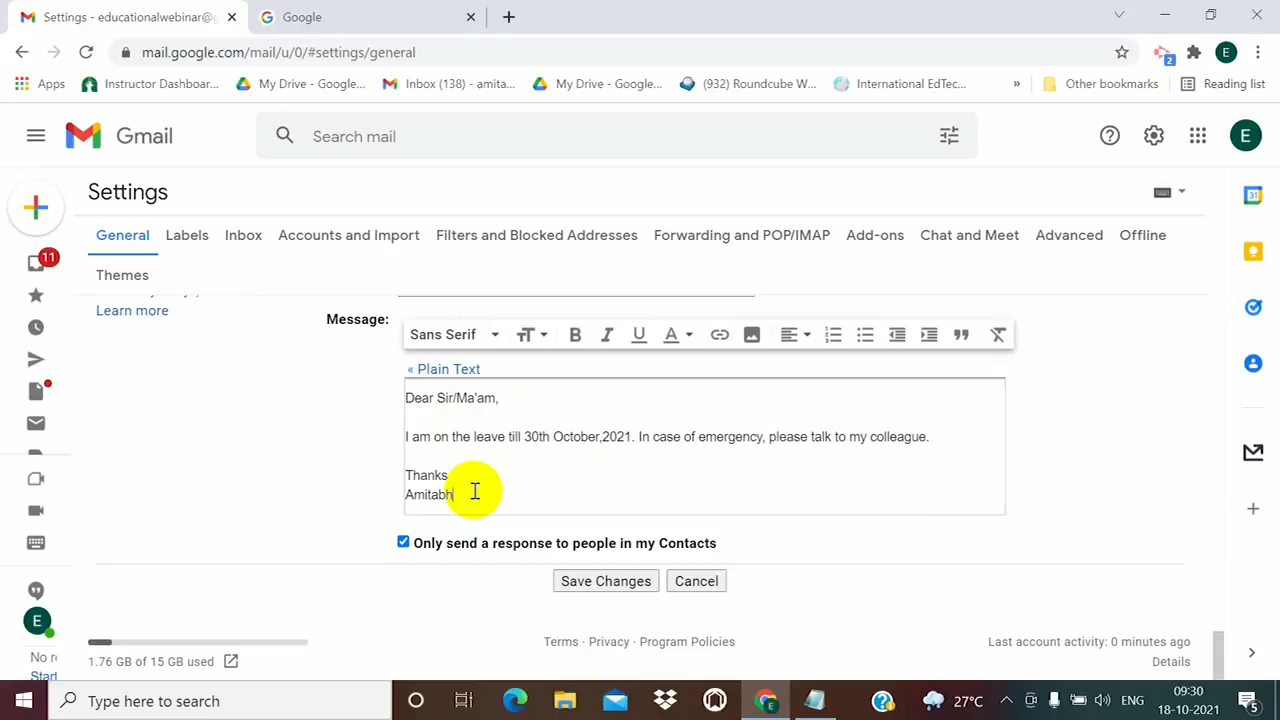 Settings - educationalwebinar@g
Google
mail.google.com/mail/u/0/#settings/general
E
2
Apps
Instructor Dashboar...
My Drive - Google...
Inbox (138) - amita...
My Drive - Google...
(932) Roundcube W...
International EdTec...
»
Other bookmarks
Reading list
Gmail
Search mail
E
Settings
31
General
Labels
Inbox
Accounts and Import
Filters and Blocked Addresses
Forwarding and POP/IMAP
Add-ons
Chat and Meet
Advanced
Offline
11
Themes
Learn more
Message:
Sans Serif
B
I
U
A
« Plain Text
Dear Sir/Ma'am,
I am on the leave till 30th October,2021. In case of emergency, please talk to my colleague.
Thanks
Amitabh
Only send a response to people in my Contacts
Save Changes
Cancel
E
Terms · Privacy · Program Policies
Last account activity: 0 minutes ago
1.76 GB of 15 GB used
Details
No r
Start
Type here to search
27°C
ENG
09:30
18-10-2021
5